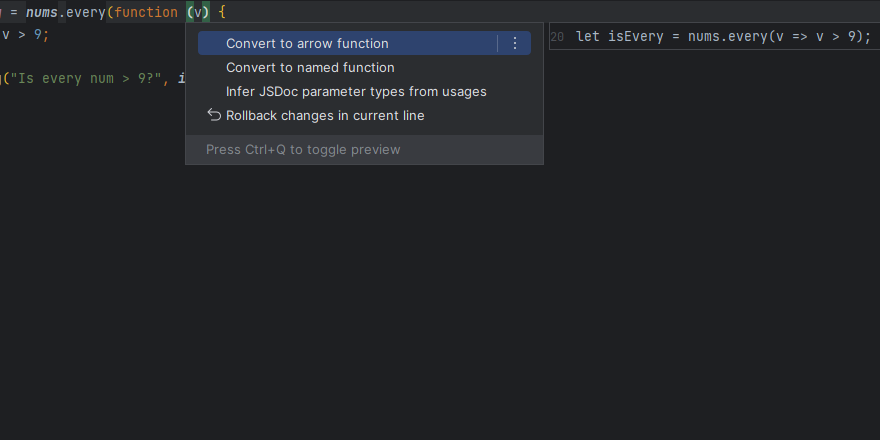 = nums.every(function (v) {
v > 9;
("Is every num > 9?", i
Convert to arrow function
Convert to named function
Infer JSDoc parameter types from usages
Rollback changes in current line
Press Ctrl+Q to toggle preview
20 let isEvery = nums.every(v => v > 9);